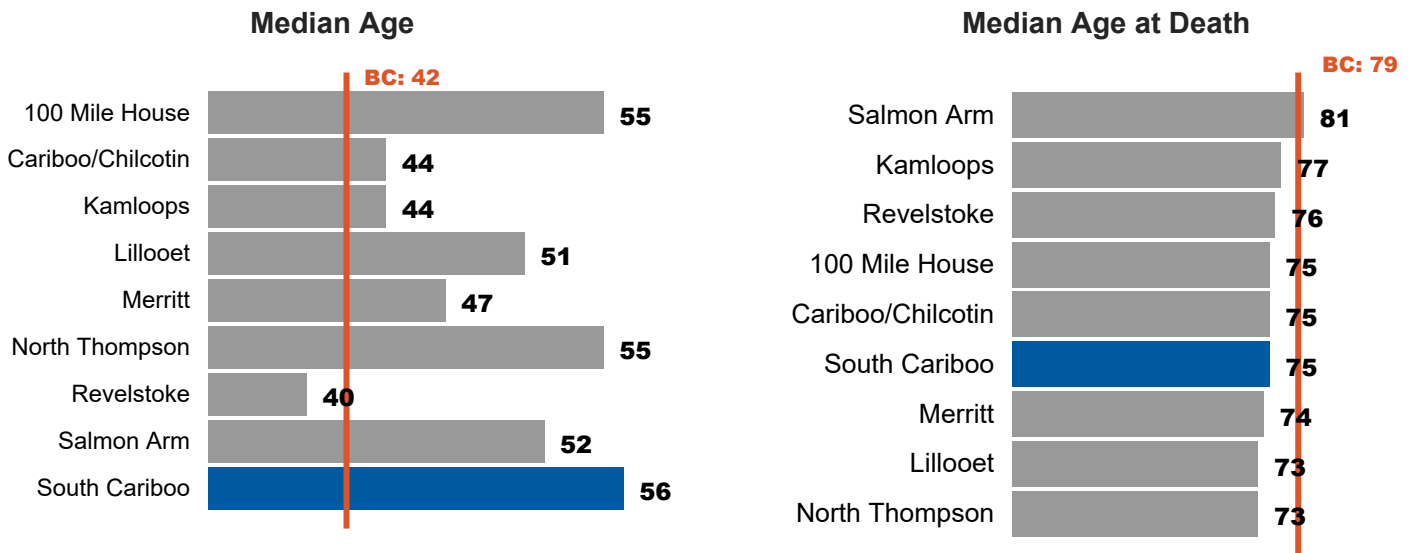 Median Age
BC: 42
100 Mile House 55
Cariboo/Chilcotin 44
Kamloops 44
Lillooet 51
Merritt 47
North Thompson 55
Revelstoke 40
Salmon Arm 52
South Cariboo 56
Median Age at Death
BC: 79
Salmon Arm 81
Kamloops 77
Revelstoke 76
100 Mile House 75
Cariboo/Chilcotin 75
South Cariboo 75
Merritt 74
Lillooet 73
North Thompson 73